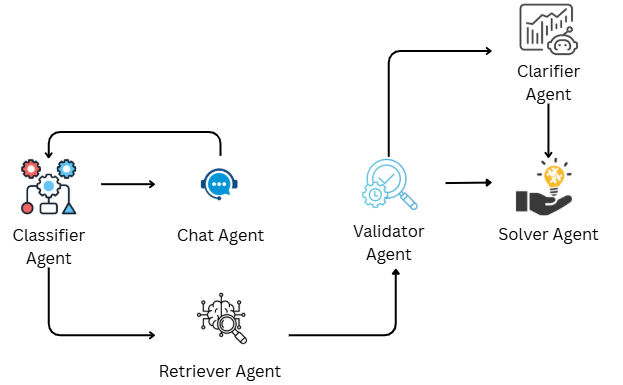 Clarifier
Agent
Classifier
Agent
Chat Agent
Validator
Agent
Solver Agent
Retriever Agent